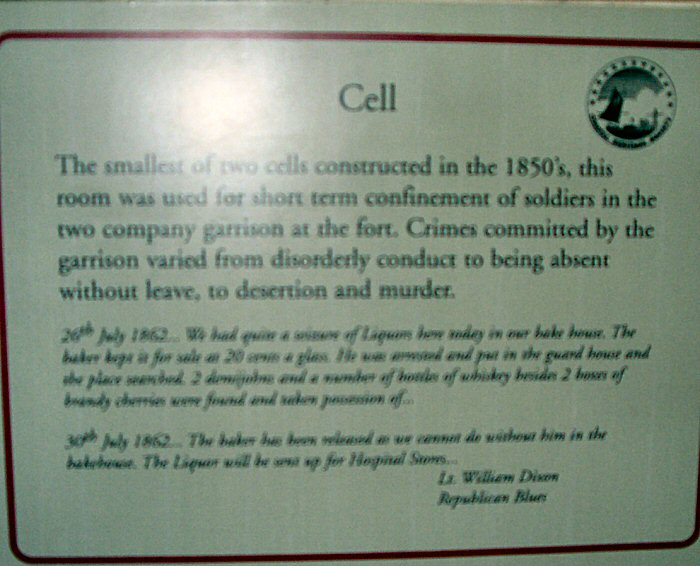 Cell
The smallest of two cells constructed in the 1850's, this
room was used for short term confinement of soldiers in the
two company garrison at the fort. Crimes committed by the
garrison varied from disorderly conduct to being absent
without leave, to desertion and murder.
26th July 1862... We had quite a seizure of Liquors here today in our bake house. The
baker kept it for sale at 20 cents a glass. He was arrested and put in the guard house and
the place searched. 2 demijohns and a number of bottles of whiskey besides 2 boxes of
brandy cherries were found and taken possession of...
30th July 1862... The baker has been released as we cannot do without him in the
bakehouse. The Liquor will be sent up for Hospital Stores...
Lt. William Dixon
Republican Blues